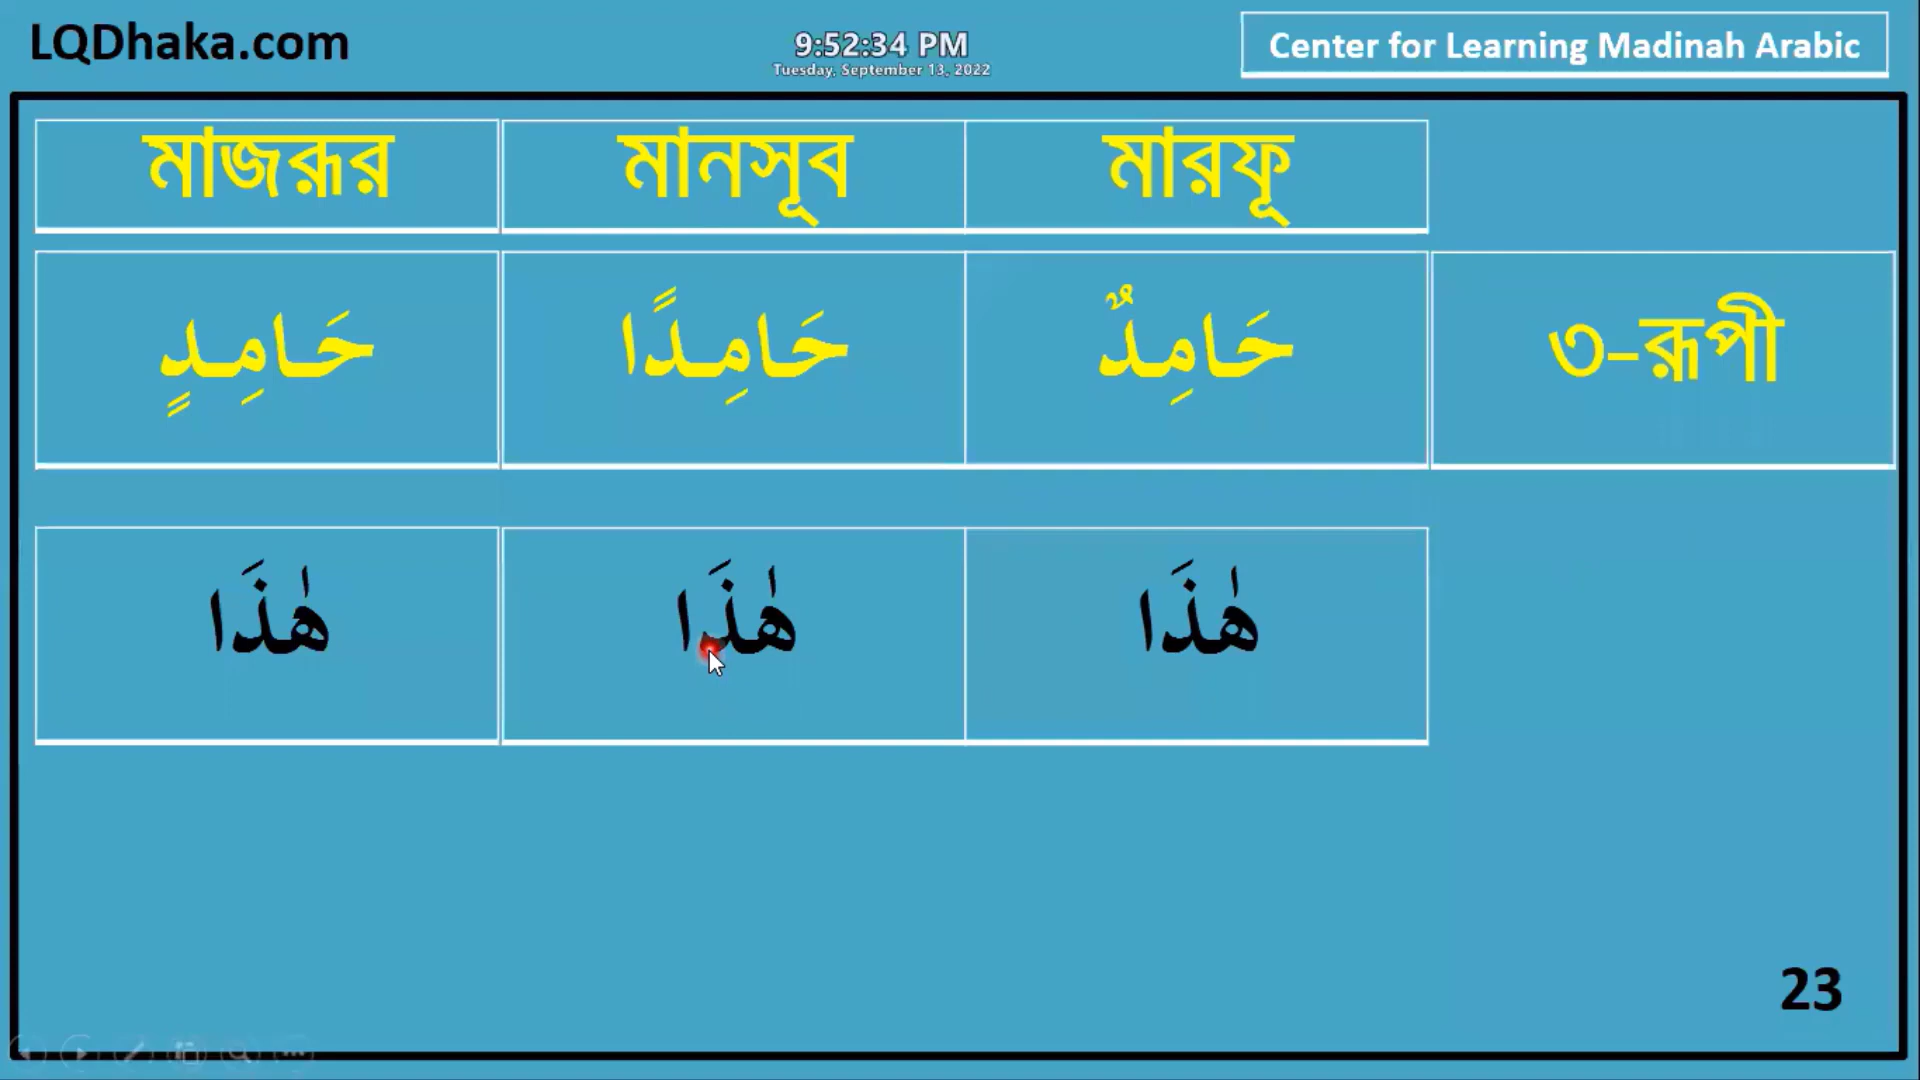 LQDhaka.com
9:52:34 PM
Tuesday, September 13, 2022
Center for Learning Madinah Arabic
মাজরূর মানসূব মারফূ
حَامِدٌ حَامِدًا حَامِدٍ
৩-রূপী
هٰذَا هٰذَا هٰذَا
23